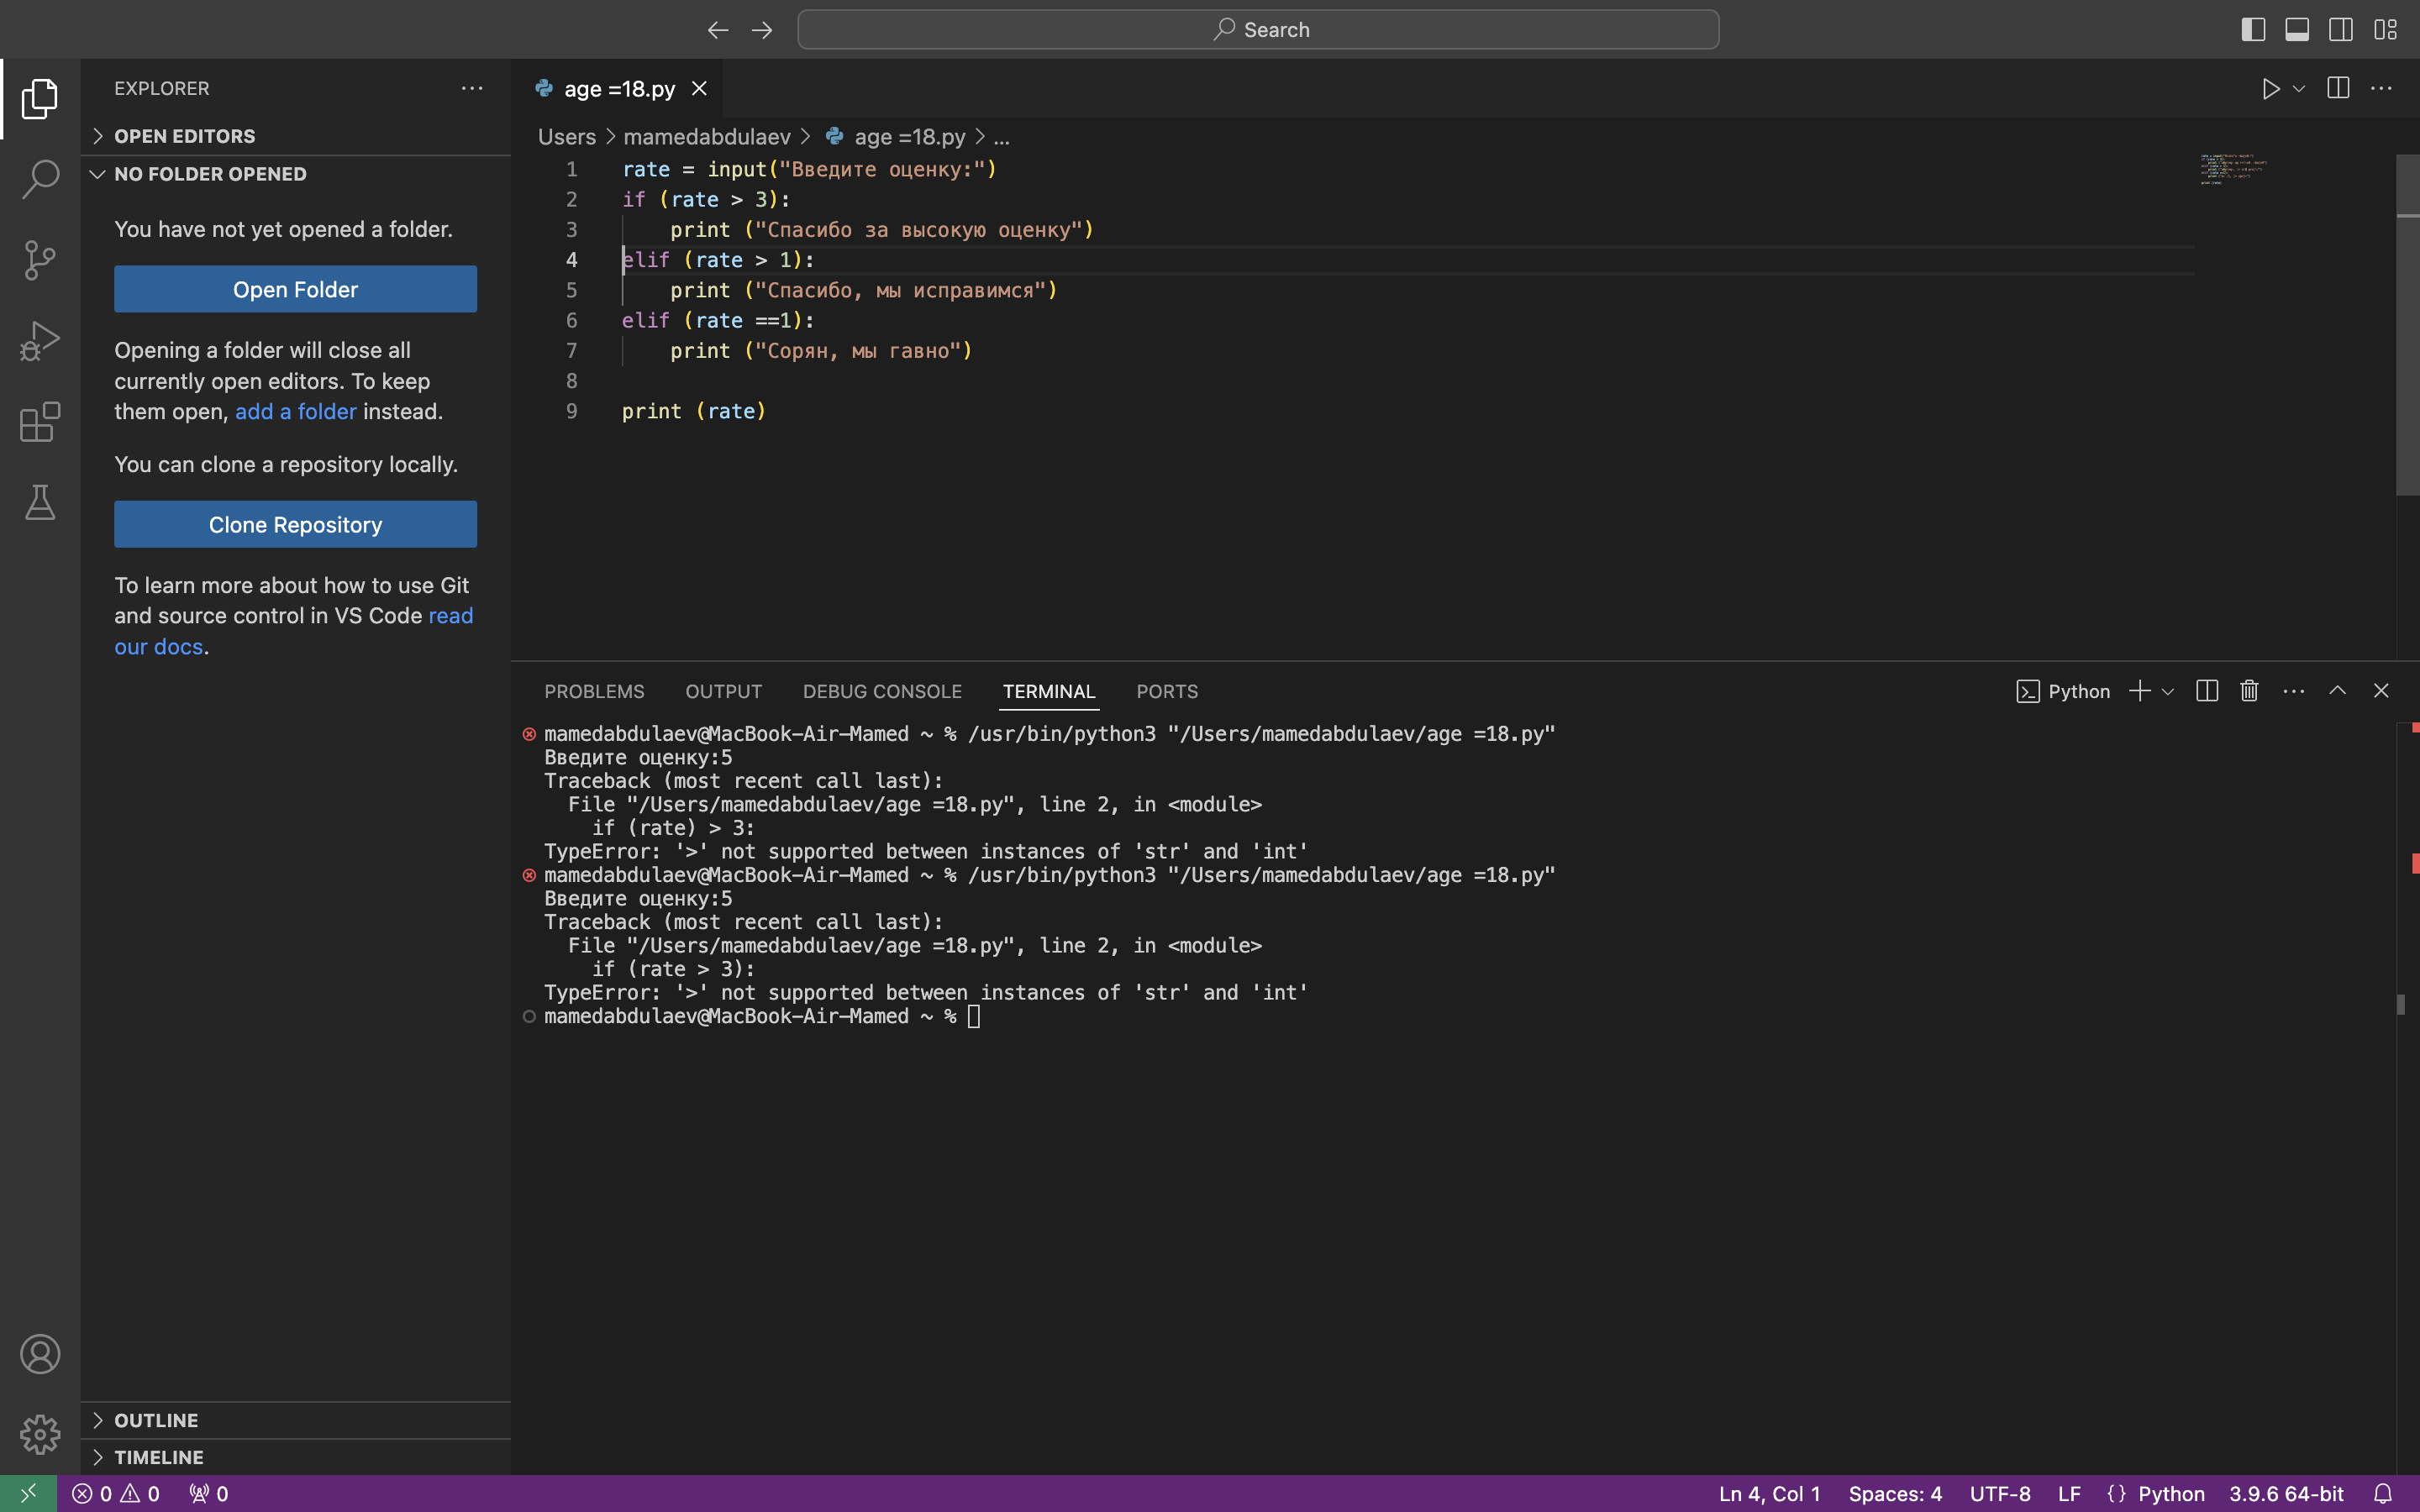 Search
EXPLORER
OPEN EDITORS
NO FOLDER OPENED
You have not yet opened a folder.
Open Folder
Opening a folder will close all
currently open editors. To keep
them open, add a folder instead.
You can clone a repository locally.
Clone Repository
To learn more about how to use Git
and source control in VS Code read
our docs.
OUTLINE
TIMELINE
age =18.py
Users > mamedabdulaev > age =18.py > ...
1 rate = input("Введите оценку:")
2 if (rate > 3):
3     print ("Спасибо за высокую оценку")
4 elif (rate > 1):
5     print ("Спасибо, мы исправимся")
6 elif (rate ==1):
7     print ("Сорян, мы гавно")
8
9 print (rate)
PROBLEMS OUTPUT DEBUG CONSOLE TERMINAL PORTS
Python
mamedabdulaev@MacBook-Air-Mamed ~ % /usr/bin/python3 "/Users/mamedabdulaev/age =18.py"
Введите оценку:5
Traceback (most recent call last):
  File "/Users/mamedabdulaev/age =18.py", line 2, in <module>
    if (rate) > 3:
TypeError: '>' not supported between instances of 'str' and 'int'
mamedabdulaev@MacBook-Air-Mamed ~ % /usr/bin/python3 "/Users/mamedabdulaev/age =18.py"
Введите оценку:5
Traceback (most recent call last):
  File "/Users/mamedabdulaev/age =18.py", line 2, in <module>
    if (rate > 3):
TypeError: '>' not supported between instances of 'str' and 'int'
mamedabdulaev@MacBook-Air-Mamed ~ %
0 0 0 Ln 4, Col 1 Spaces: 4 UTF-8 LF {} Python 3.9.6 64-bit